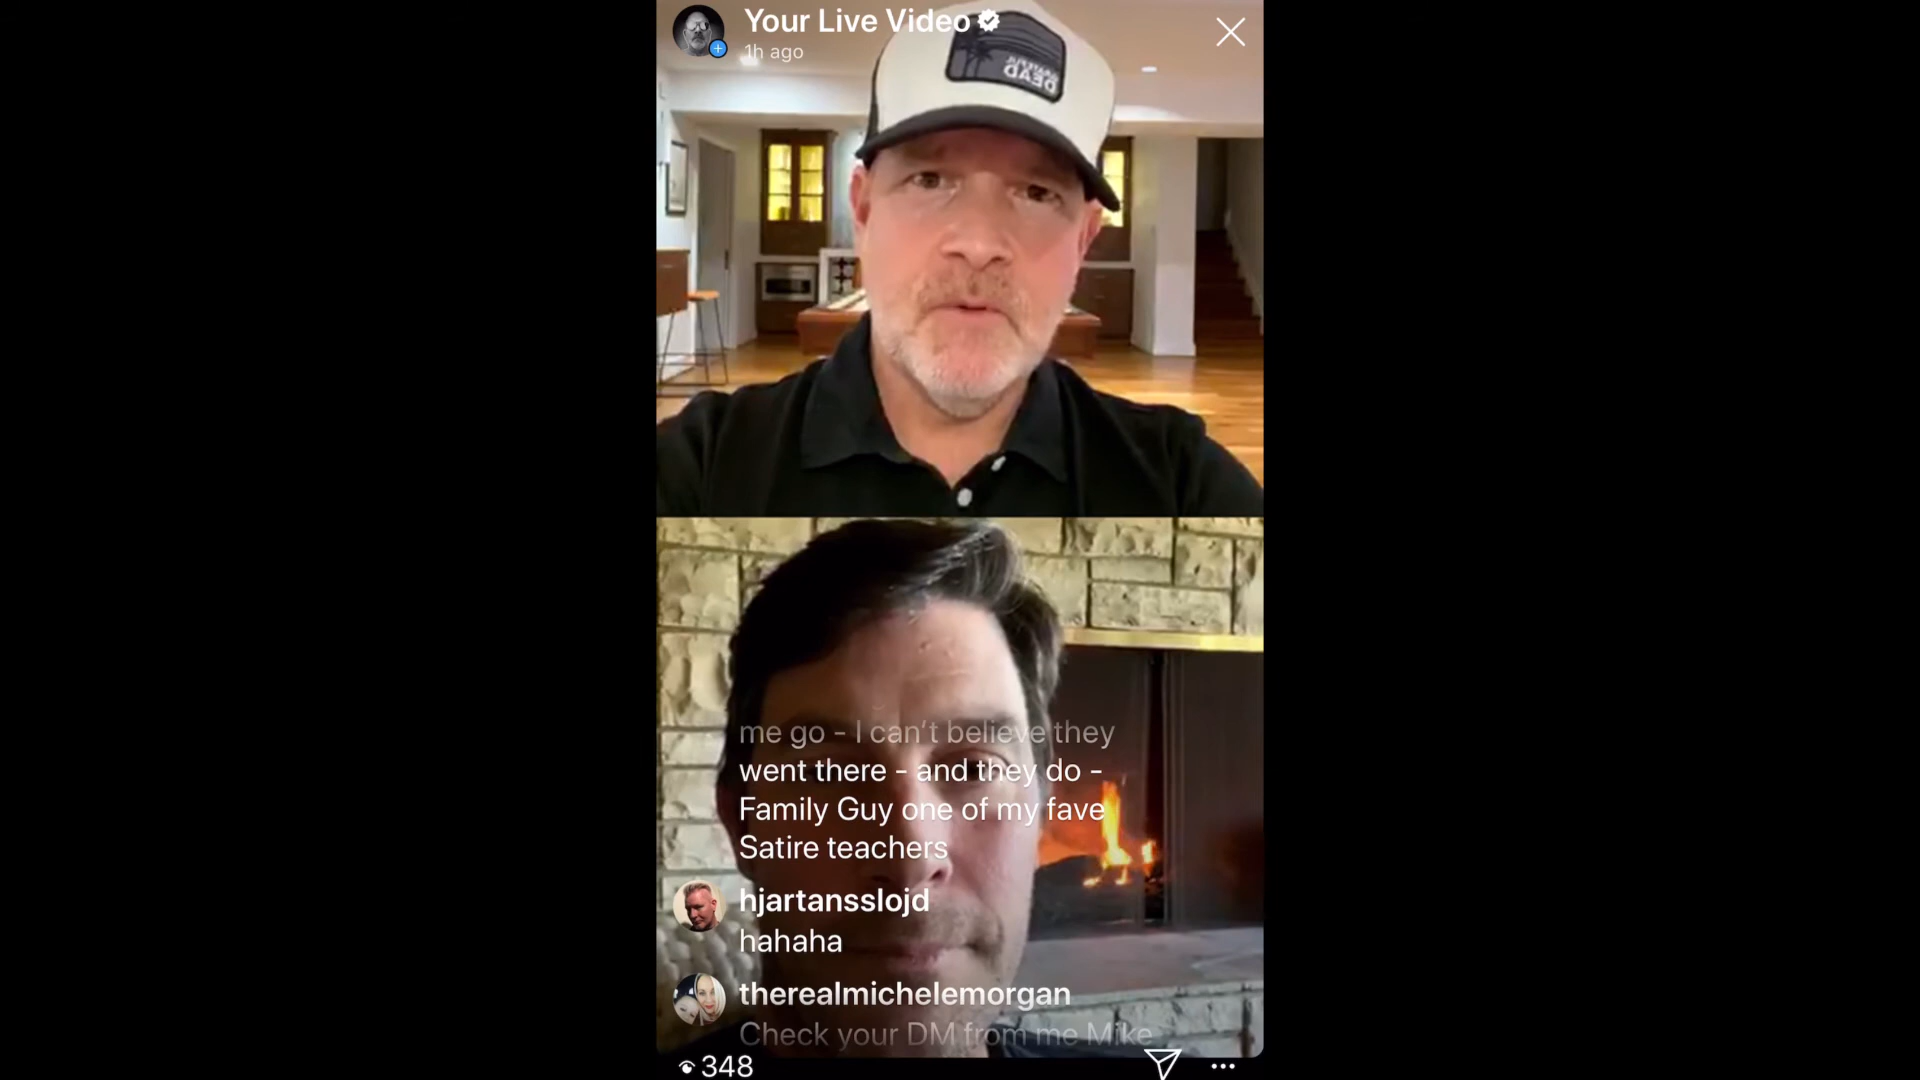 Your Live Video
1h ago
GRATEFUL
DEAD
me go - I can't believe they
went there - and they do -
Family Guy one of my fave
Satire teachers
hjartansslojd
hahaha
therealmichelemorgan
Check your DM from me Mike
348